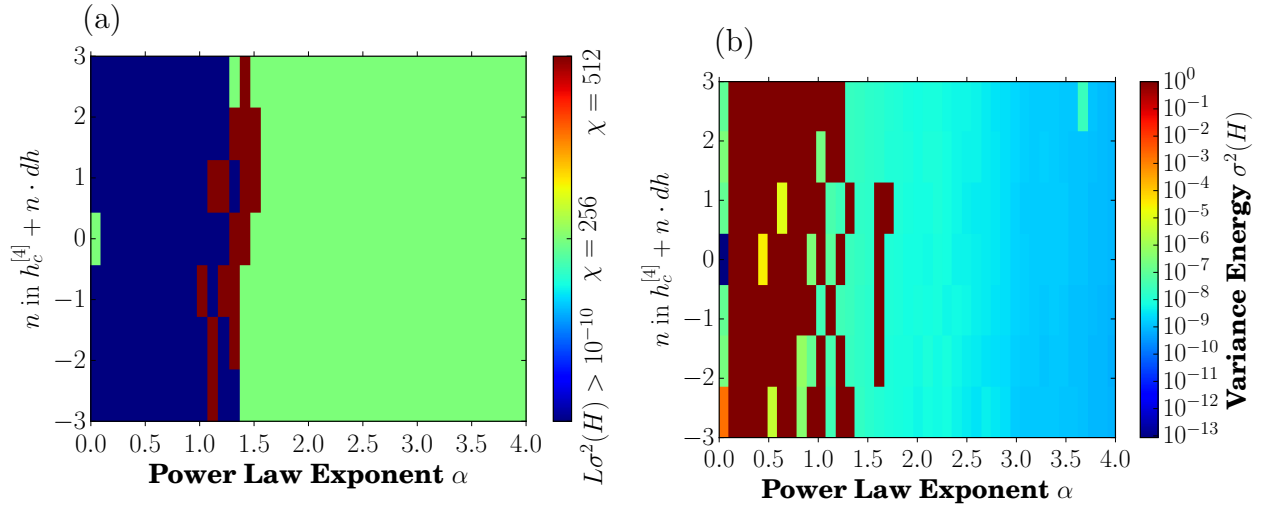 (a)
3
2
1
0
−1
−2
−3
n in h_c^{[4]} + n · dh
0.0 0.5 1.0 1.5 2.0 2.5 3.0 3.5 4.0
Power Law Exponent α
Lσ²(H) > 10^{−10} χ = 256 χ = 512
(b)
3
2
1
0
−1
−2
−3
n in h_c^{[4]} + n · dh
0.0 0.5 1.0 1.5 2.0 2.5 3.0 3.5 4.0
Power Law Exponent α
10^{0}
10^{−1}
10^{−2}
10^{−3}
10^{−4}
10^{−5}
10^{−6}
10^{−7}
10^{−8}
10^{−9}
10^{−10}
10^{−11}
10^{−12}
10^{−13}
Variance Energy σ²(H)